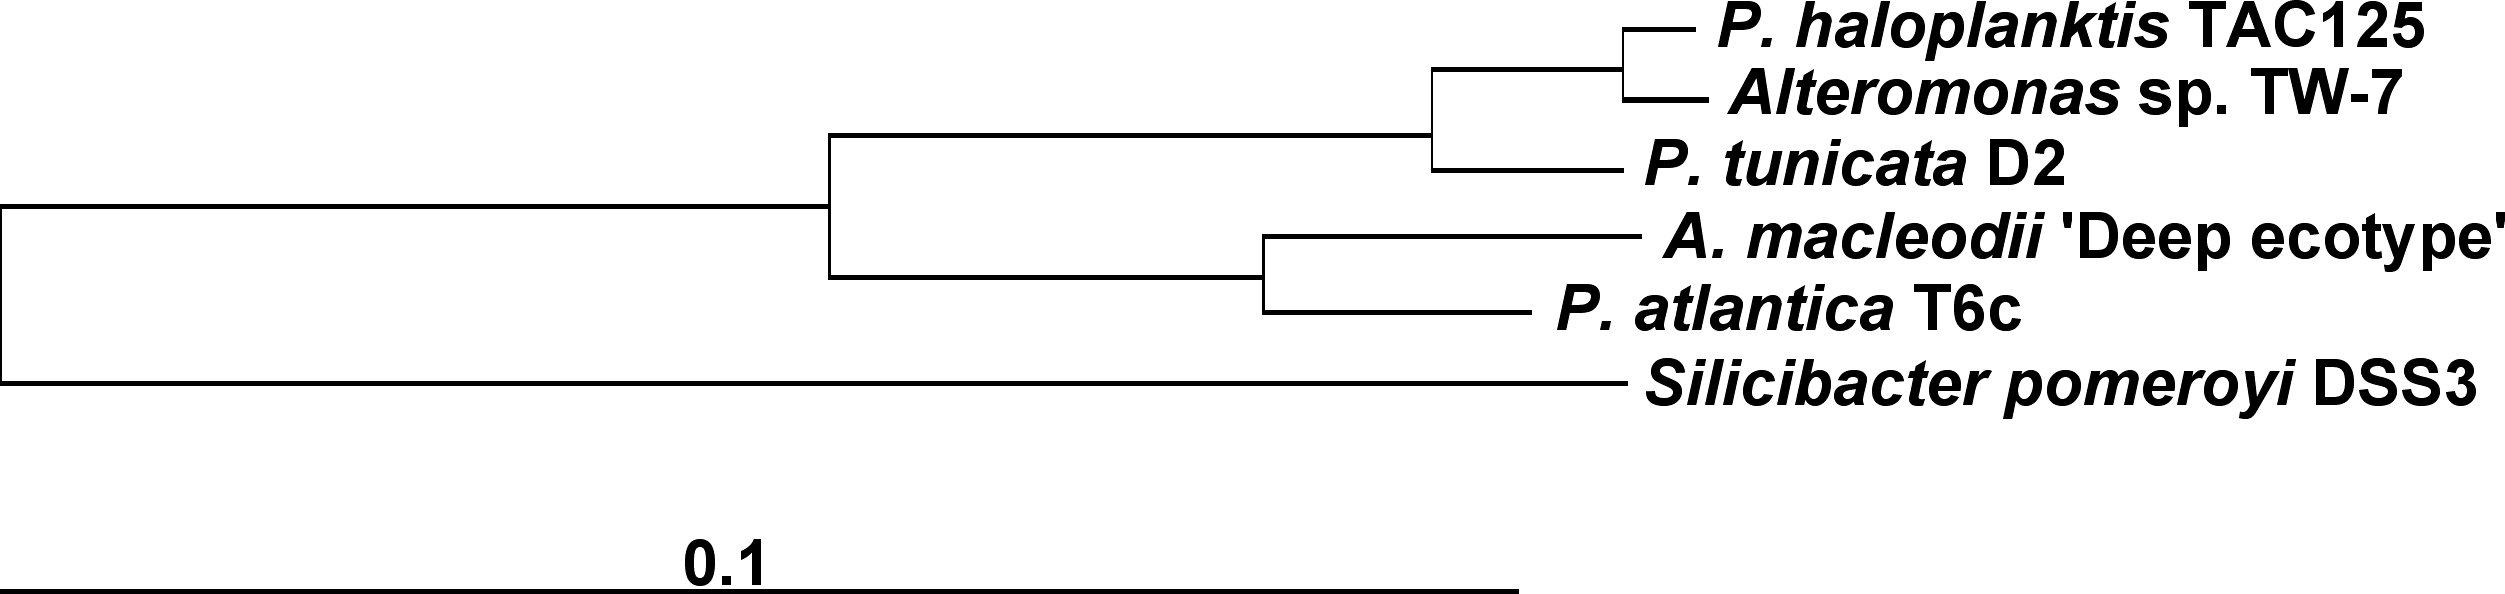 P. haloplanktis TAC125
Alteromonas sp. TW-7
P. tunicata D2
A. macleodii 'Deep ecotype'
P. atlantica T6c
Silicibacter pomeroyi DSS3
0.1